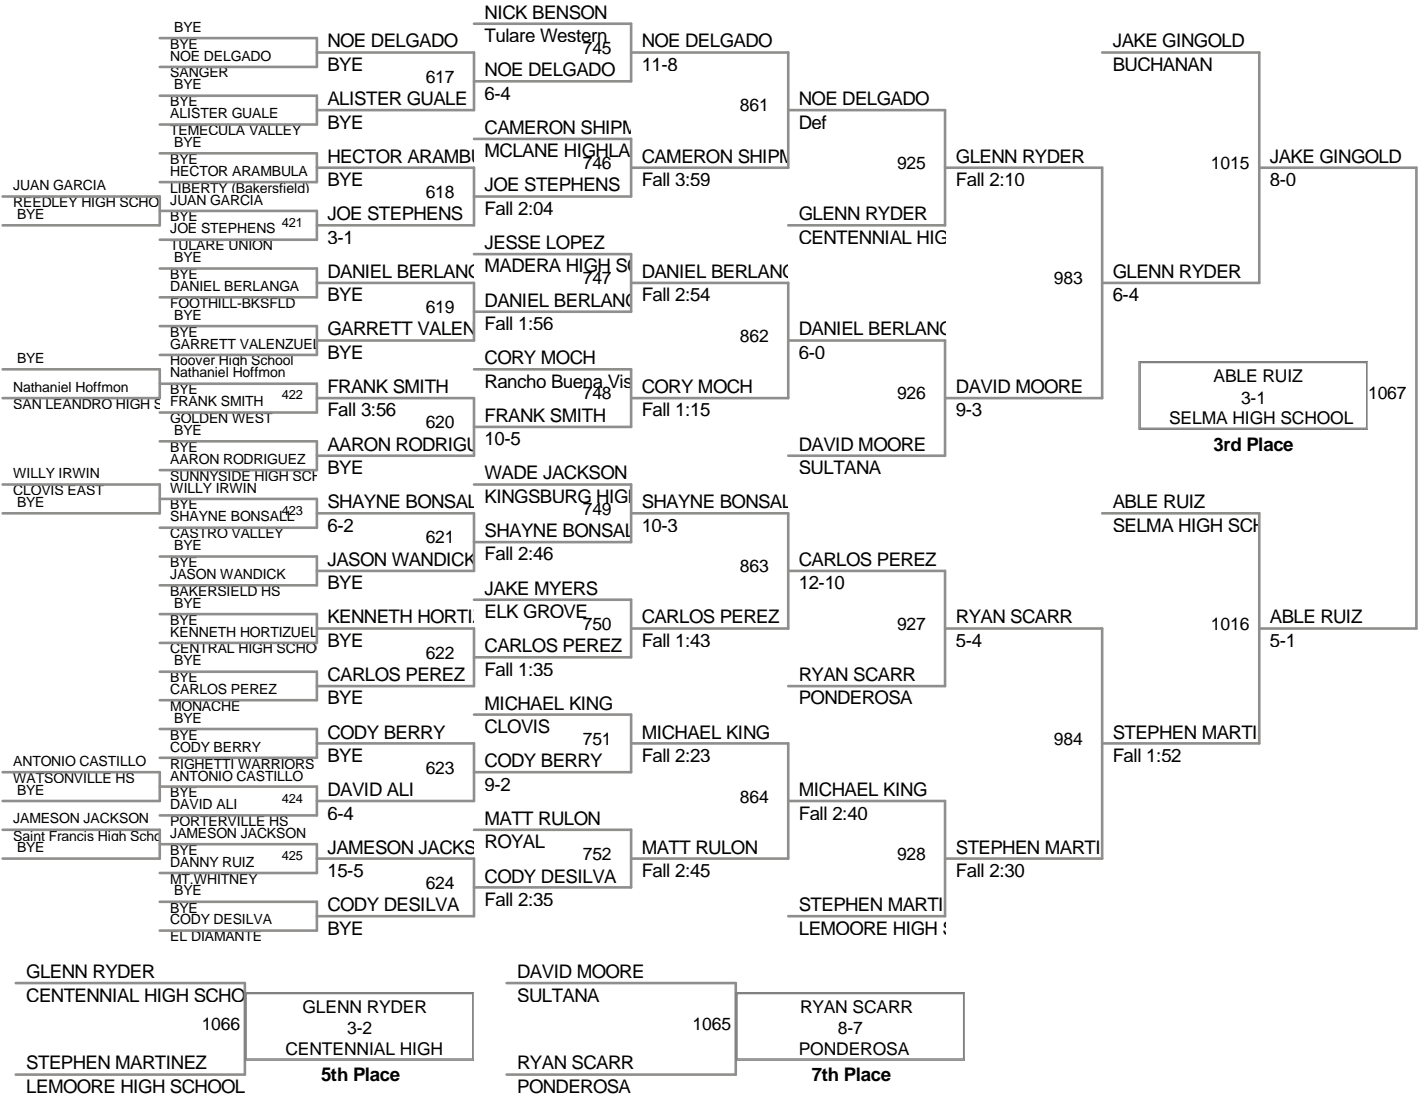 JUAN GARCIA
REEDLEY HIGH SCHO
BYE
BYE
Nathaniel Hoffmon
SAN LEANDRO HIGH S
WILLY IRWIN
CLOVIS EAST
BYE
ANTONIO CASTILLO
WATSONVILLE HS
BYE
JAMESON JACKSON
Saint Francis High Scho
BYE
BYE
BYE
NOE DELGADO
SANGER
BYE
BYE
ALISTER GUALE
TEMECULA VALLEY
BYE
BYE
HECTOR ARAMBULA
LIBERTY (Bakersfield)
JUAN GARCIA
BYE
421
JOE STEPHENS
TULARE UNION
BYE
BYE
DANIEL BERLANGA
FOOTHILL-BKSFLD
BYE
BYE
GARRETT VALENZUEL
Hoover High School
Nathaniel Hoffmon
BYE
422
FRANK SMITH
GOLDEN WEST
BYE
BYE
AARON RODRIGUEZ
SUNNYSIDE HIGH SCH
WILLY IRWIN
BYE
423
SHAYNE BONSALL
CASTRO VALLEY
BYE
BYE
JASON WANDICK
BAKERSIELD HS
BYE
BYE
KENNETH HORTIZUEL
CENTRAL HIGH SCHO
BYE
BYE
CARLOS PEREZ
MONACHE
BYE
BYE
CODY BERRY
RIGHETTI WARRIORS
ANTONIO CASTILLO
BYE
424
DAVID ALI
PORTERVILLE HS
JAMESON JACKSON
BYE
425
DANNY RUIZ
MT.WHITNEY
BYE
BYE
CODY DESILVA
EL DIAMANTE
NOE DELGADO
BYE
617
ALISTER GUALE
BYE
HECTOR ARAMBU
BYE
618
JOE STEPHENS
3-1
DANIEL BERLANG
BYE
619
GARRETT VALEN
BYE
FRANK SMITH
Fall 3:56
620
AARON RODRIGU
BYE
SHAYNE BONSAL
6-2
621
JASON WANDICK
BYE
KENNETH HORTI
BYE
622
CARLOS PEREZ
BYE
CODY BERRY
BYE
623
DAVID ALI
6-4
JAMESON JACKS
15-5
624
CODY DESILVA
BYE
NICK BENSON
Tulare Western
745
NOE DELGADO
6-4
CAMERON SHIPM
MCLANE HIGHLA
746
JOE STEPHENS
Fall 2:04
JESSE LOPEZ
MADERA HIGH S
747
DANIEL BERLANG
Fall 1:56
CORY MOCH
Rancho Buena Vis
748
FRANK SMITH
10-5
WADE JACKSON
KINGSBURG HIG
749
SHAYNE BONSAL
Fall 2:46
JAKE MYERS
ELK GROVE
750
CARLOS PEREZ
Fall 1:35
MICHAEL KING
CLOVIS
751
CODY BERRY
9-2
MATT RULON
ROYAL
752
CODY DESILVA
Fall 2:35
NOE DELGADO
11-8
861
CAMERON SHIPM
Fall 3:59
DANIEL BERLANG
Fall 2:54
862
CORY MOCH
Fall 1:15
SHAYNE BONSAL
10-3
863
CARLOS PEREZ
Fall 1:43
MICHAEL KING
Fall 2:23
864
MATT RULON
Fall 2:45
NOE DELGADO
Def
925
GLENN RYDER
CENTENNIAL HIG
DANIEL BERLANG
6-0
926
DAVID MOORE
SULTANA
CARLOS PEREZ
12-10
927
RYAN SCARR
PONDEROSA
MICHAEL KING
Fall 2:40
928
STEPHEN MARTI
LEMOORE HIGH S
GLENN RYDER
Fall 2:10
983
DAVID MOORE
9-3
RYAN SCARR
5-4
984
STEPHEN MARTI
Fall 2:30
JAKE GINGOLD
BUCHANAN
1015
GLENN RYDER
6-4
ABLE RUIZ
SELMA HIGH SCH
1016
STEPHEN MARTI
Fall 1:52
JAKE GINGOLD
8-0
1067
ABLE RUIZ
5-1
ABLE RUIZ
3-1
SELMA HIGH SCHOOL
3rd Place
GLENN RYDER
CENTENNIAL HIGH SCHO
1066
STEPHEN MARTINEZ
LEMOORE HIGH SCHOOL
GLENN RYDER
3-2
CENTENNIAL HIGH
5th Place
DAVID MOORE
SULTANA
1065
RYAN SCARR
PONDEROSA
RYAN SCARR
8-7
PONDEROSA
7th Place